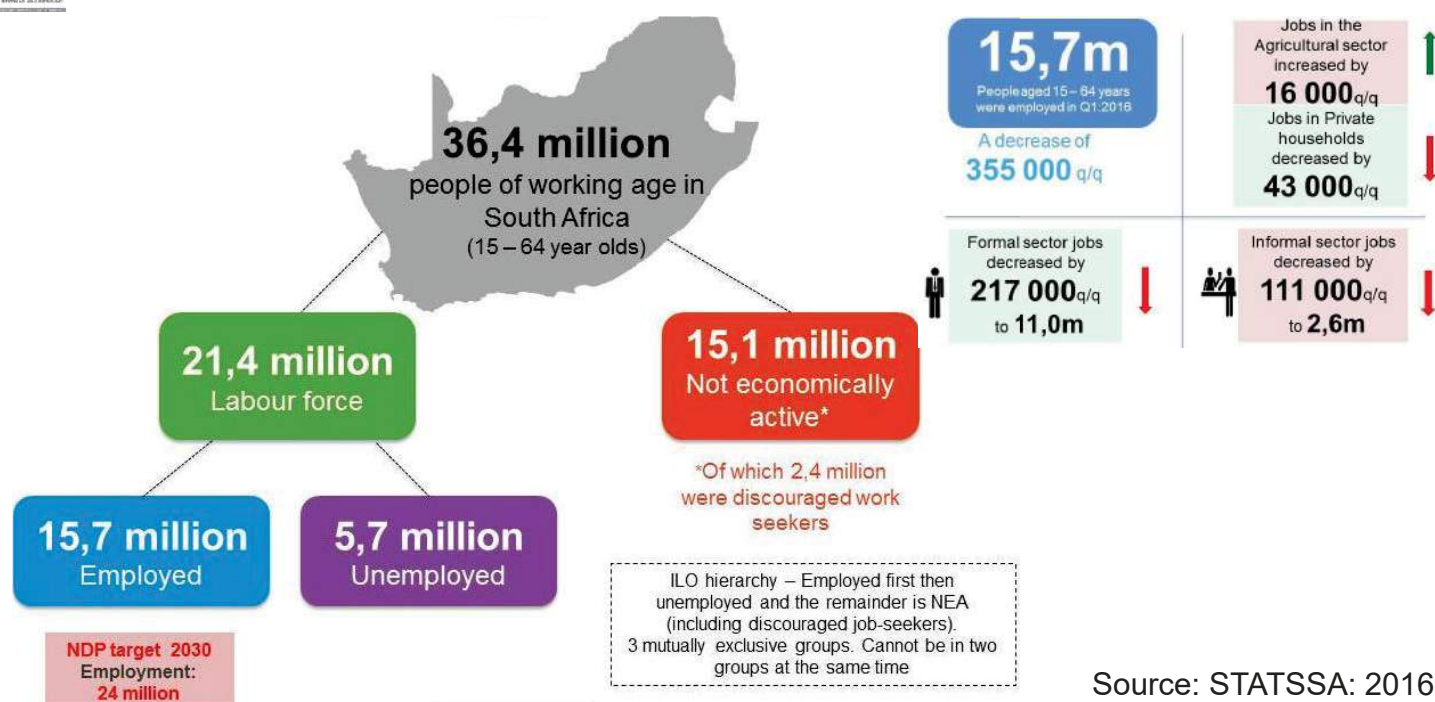 36,4 million
people of working age in
South Africa
(15 – 64 year olds)
21,4 million
Labour force
15,1 million
Not economically
active*
*Of which 2,4 million
were discouraged work
seekers
15,7 million
Employed
5,7 million
Unemployed
NDP target 2030
Employment:
24 million
ILO hierarchy – Employed first then
unemployed and the remainder is NEA
(including discouraged job-seekers).
3 mutually exclusive groups. Cannot be in two
groups at the same time
15,7m
People aged 15 – 64 years
were employed in Q1.2016
A decrease of
355 000 q/q
Jobs in the
Agricultural sector
increased by
16 000q/q
Jobs in Private
households
decreased by
43 000q/q
Formal sector jobs
decreased by
217 000q/q
to 11,0m
Informal sector jobs
decreased by
111 000q/q
to 2,6m
Source: STATSSA: 2016